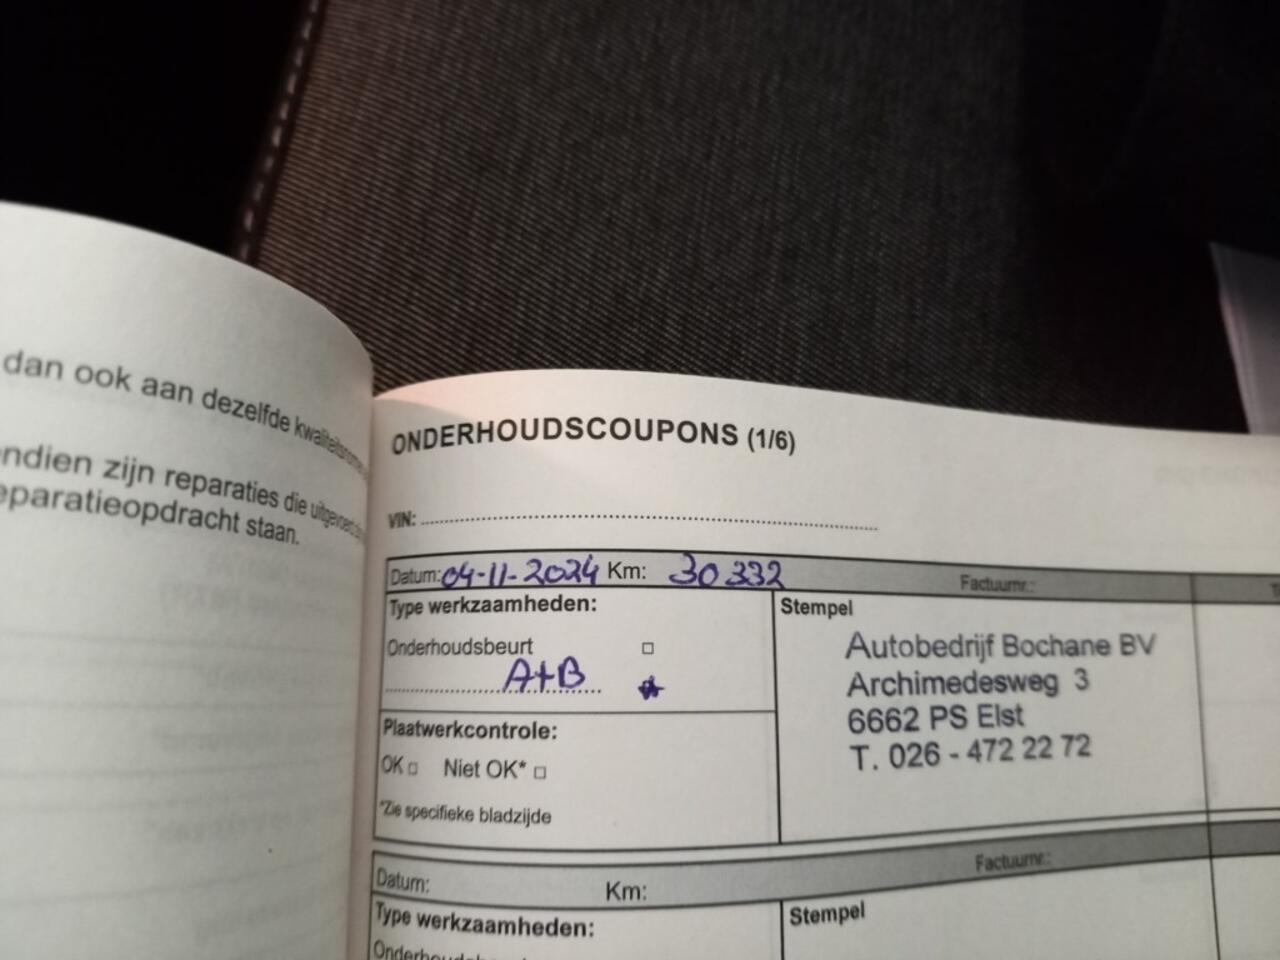 dan ook aan dezelfde
ndien zijn reparaties die
eparatieopdracht staan.
ONDERHOUDSCOUPONS (1/6)
VIN:
Datum: 04-11-2024 Km: 30332 Factuurnr.:
Type werkzaamheden:
Onderhoudsbeurt □
A+B
Plaatwerkcontrole:
OK □ Niet OK* □
*Zie specifieke bladzijde
Stempel
Autobedrijf Bochane BV
Archimedesweg 3
6662 PS Elst
T. 026 - 472 22 72
Datum: Km: Factuurnr.:
Type werkzaamheden:
Stempel